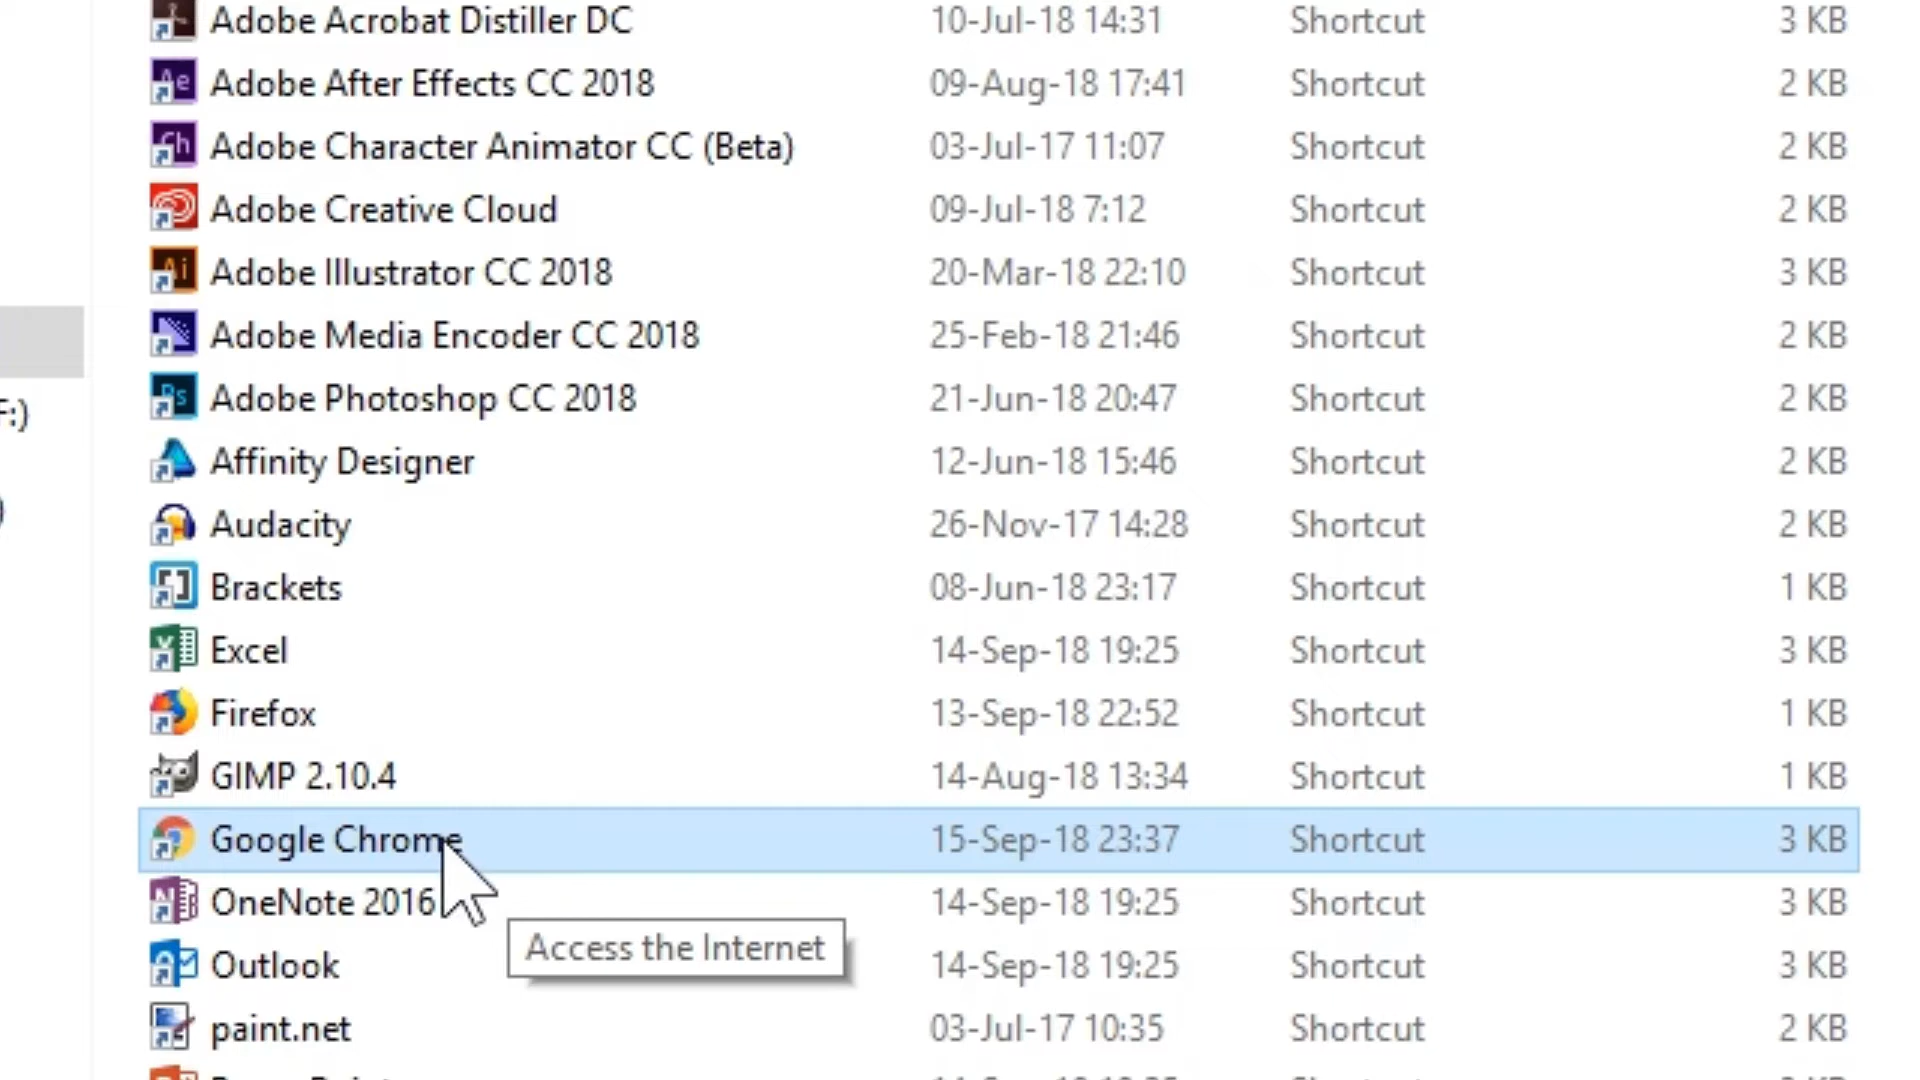 Adobe Acrobat Distiller DC 10-Jul-18 14:31 Shortcut 3 KB
Adobe After Effects CC 2018 09-Aug-18 17:41 Shortcut 2 KB
Adobe Character Animator CC (Beta) 03-Jul-17 11:07 Shortcut 2 KB
Adobe Creative Cloud 09-Jul-18 7:12 Shortcut 2 KB
Adobe Illustrator CC 2018 20-Mar-18 22:10 Shortcut 3 KB
Adobe Media Encoder CC 2018 25-Feb-18 21:46 Shortcut 2 KB
Adobe Photoshop CC 2018 21-Jun-18 20:47 Shortcut 2 KB
F:)
Affinity Designer 12-Jun-18 15:46 Shortcut 2 KB
Audacity 26-Nov-17 14:28 Shortcut 2 KB
Brackets 08-Jun-18 23:17 Shortcut 1 KB
Excel 14-Sep-18 19:25 Shortcut 3 KB
Firefox 13-Sep-18 22:52 Shortcut 1 KB
GIMP 2.10.4 14-Aug-18 13:34 Shortcut 1 KB
Google Chrome 15-Sep-18 23:37 Shortcut 3 KB
OneNote 2016 14-Sep-18 19:25 Shortcut 3 KB
Access the Internet
Outlook 14-Sep-18 19:25 Shortcut 3 KB
paint.net 03-Jul-17 10:35 Shortcut 2 KB